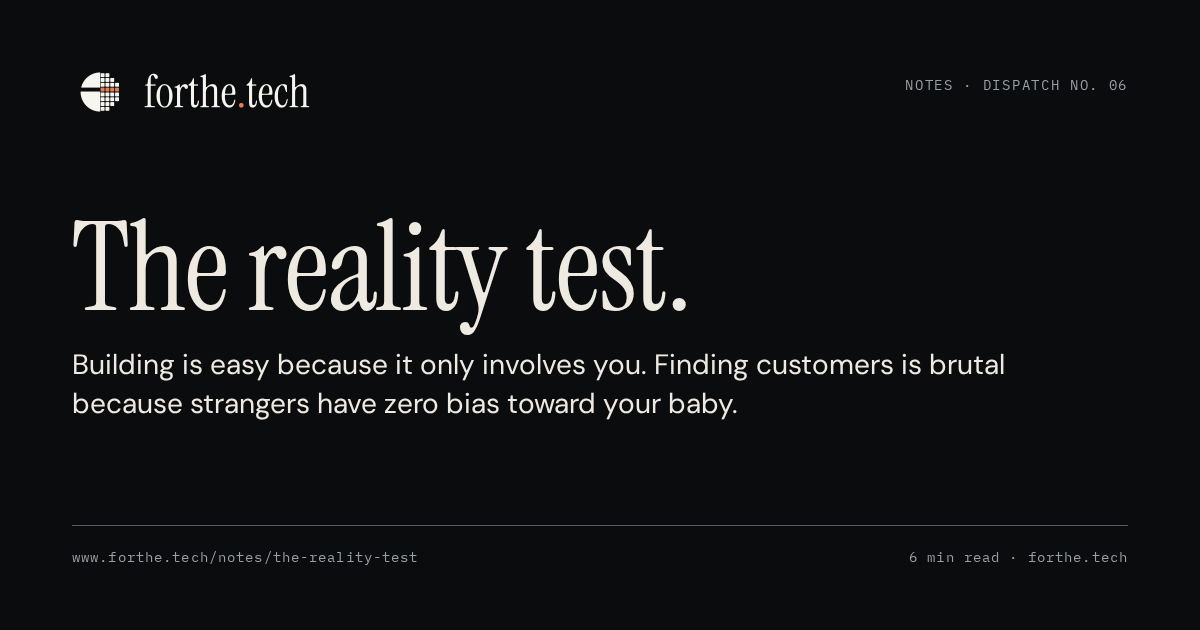 forthe.tech
NOTES · DISPATCH NO. 06
The reality test.
Building is easy because it only involves you. Finding customers is brutal
because strangers have zero bias toward your baby.
www.forthe.tech/notes/the-reality-test
6 min read · forthe.tech